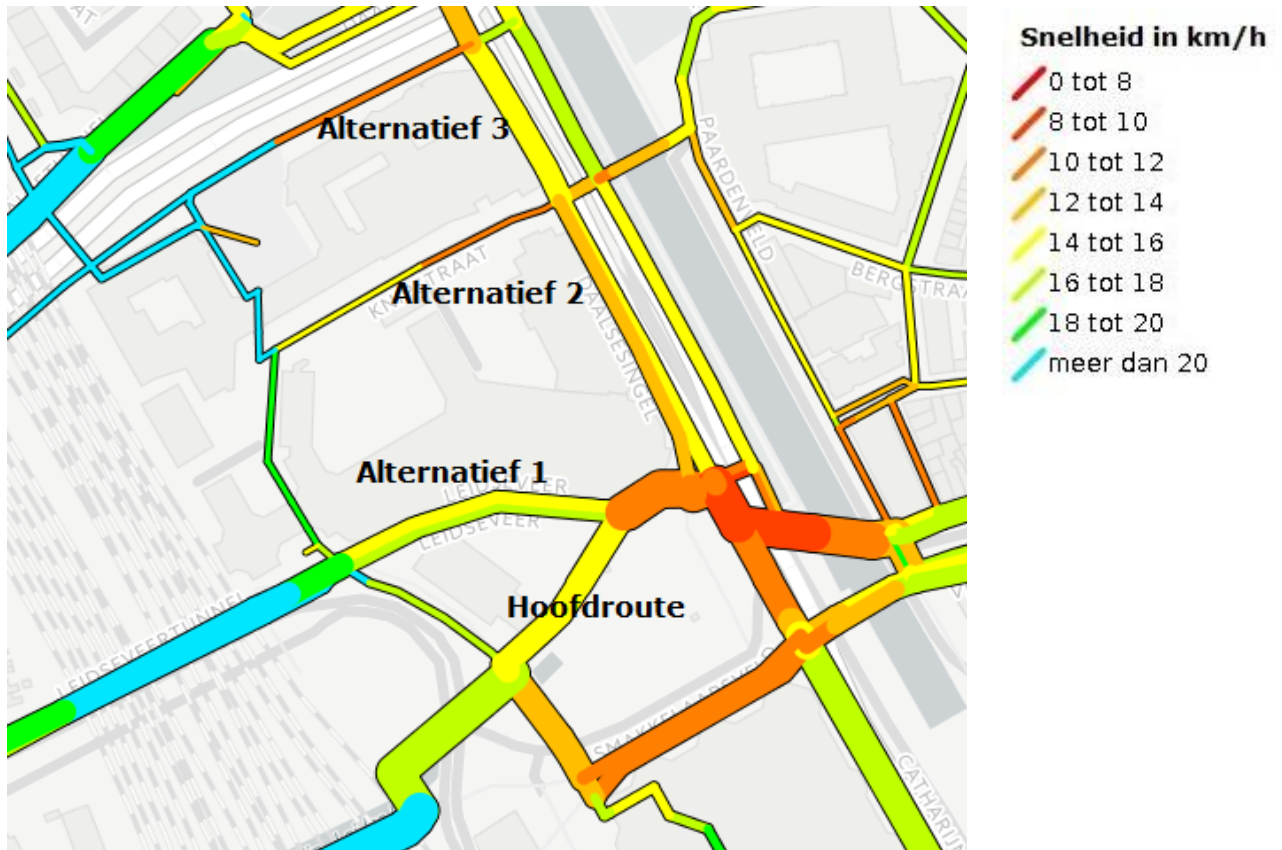 Snelheid in km/h
0 tot 8
8 tot 10
10 tot 12
12 tot 14
14 tot 16
16 tot 18
18 tot 20
meer dan 20
Alternatief 3
PAARDENVELD
Alternatief 2
DAALSESINGEL
Alternatief 1
LEIDSEVEER
LEIDSEVEER
Hoofdroute
LEIDSEVEERTUNNEL
SMAKKELAARSVELD